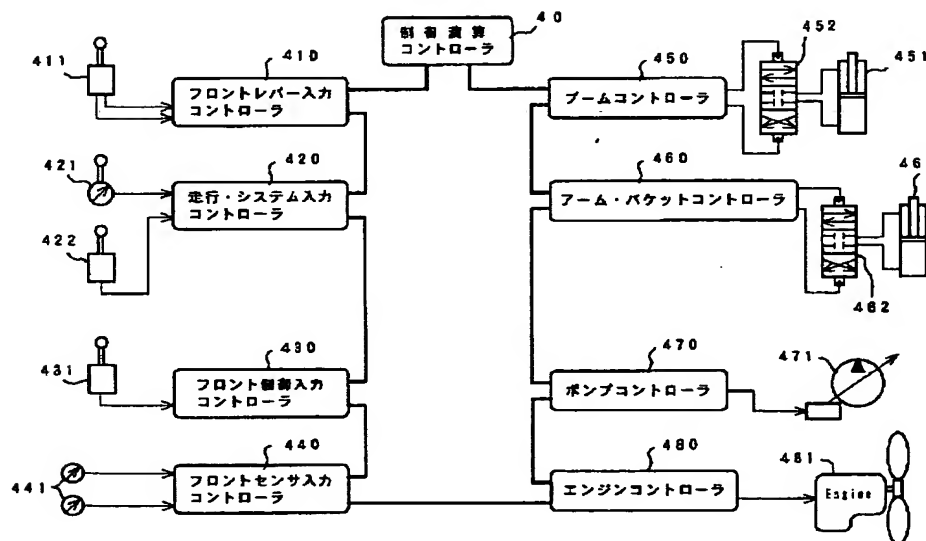 制御演算
コントローラ
40
411
410
フロントレバー入力
コントローラ
450
ブームコントローラ
452
451
421
420
走行・システム入力
コントローラ
422
460
アーム・バケットコントローラ
46
462
431
430
フロント制御入力
コントローラ
470
ポンプコントローラ
471
441
440
フロントセンサ入力
コントローラ
480
エンジンコントローラ
481
Engine